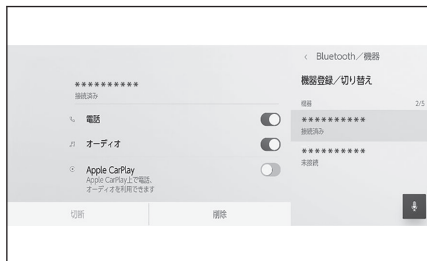 **********
接続済み
電話
オーディオ
Apple CarPlay
Apple CarPlay上で電話、
オーディオを利用できます
切断
削除
< Bluetooth／機器
機器登録／切り替え
機器 2/5
**********
接続済み
**********
未接続